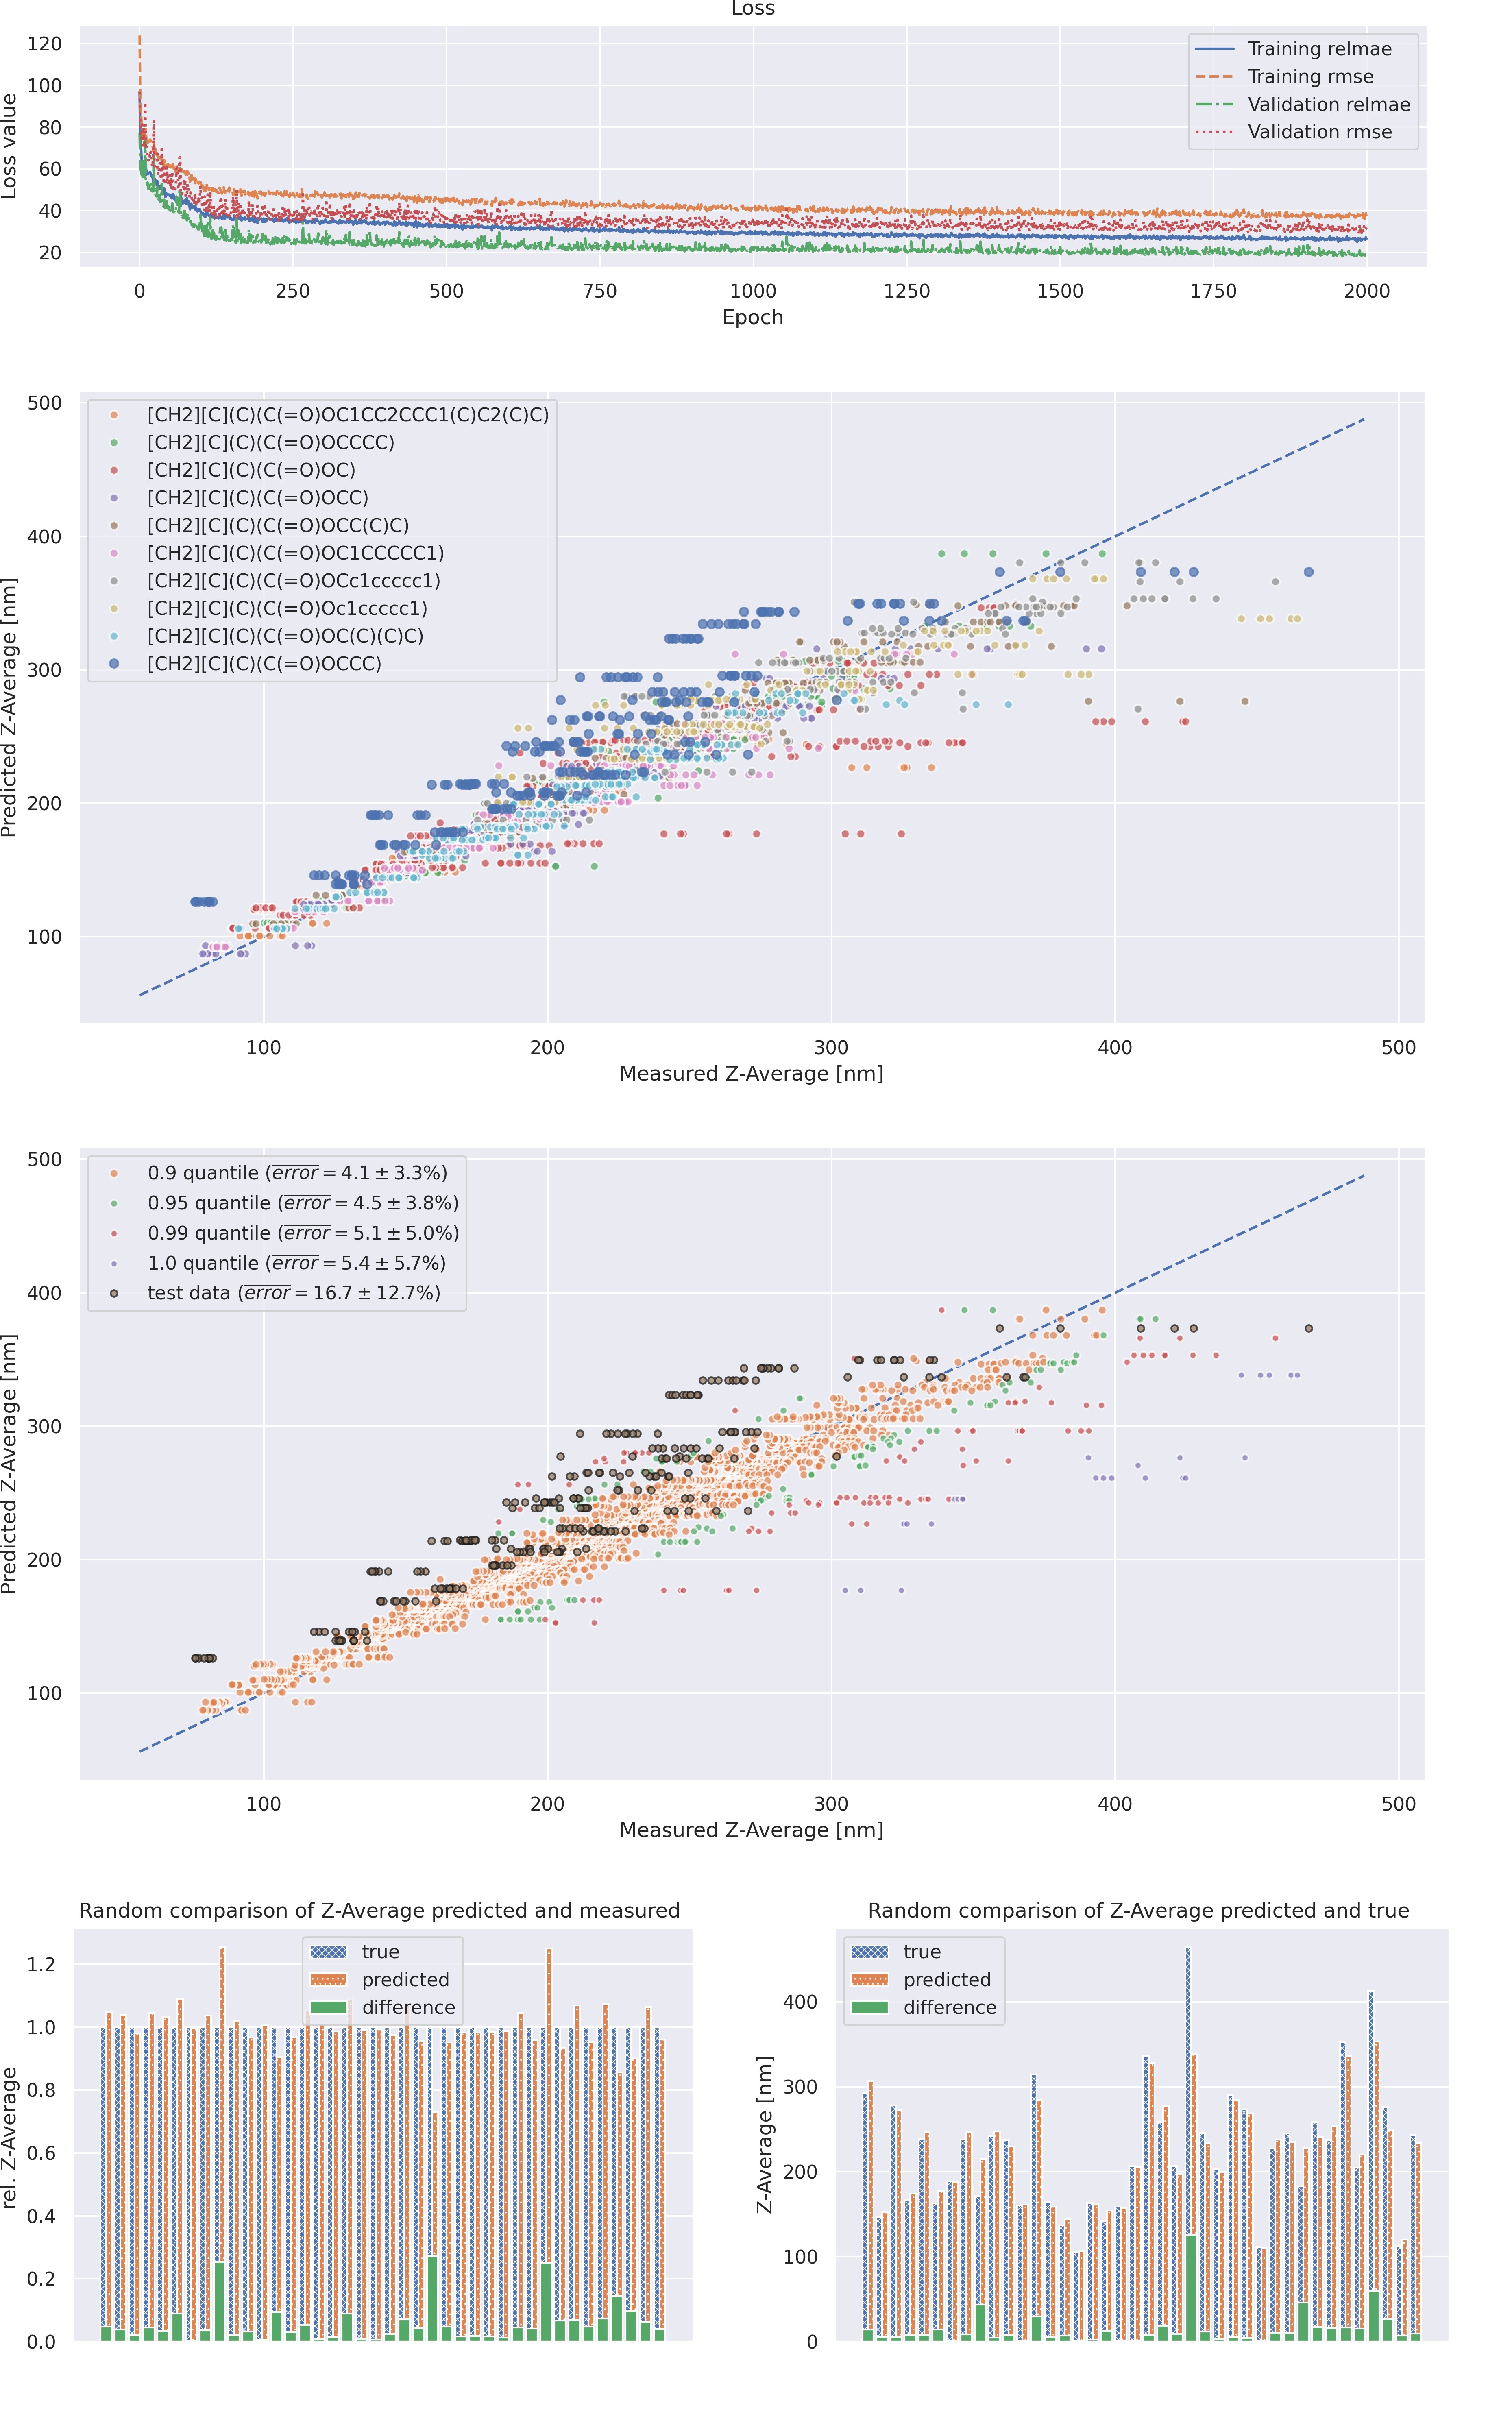 Loss
Loss value
120
100
80
60
40
20
Training relmae
Training rmse
Validation relmae
Validation rmse
0 250 500 750 1000 1250 1500 1750 2000
Epoch
Predicted Z-Average [nm]
500
400
300
200
100
[CH2][C](C)(C(=O)OC1CC2CCC1(C)C2(C)C)
[CH2][C](C)(C(=O)OCCCC)
[CH2][C](C)(C(=O)OC)
[CH2][C](C)(C(=O)OCC)
[CH2][C](C)(C(=O)OCC(C)C)
[CH2][C](C)(C(=O)OC1CCCCC1)
[CH2][C](C)(C(=O)OCc1ccccc1)
[CH2][C](C)(C(=O)Oc1ccccc1)
[CH2][C](C)(C(=O)OC(C)(C)C)
[CH2][C](C)(C(=O)OCCC)
100 200 300 400 500
Measured Z-Average [nm]
Predicted Z-Average [nm]
500
400
300
200
100
0.9 quantile (error = 4.1 ± 3.3%)
0.95 quantile (error = 4.5 ± 3.8%)
0.99 quantile (error = 5.1 ± 5.0%)
1.0 quantile (error = 5.4 ± 5.7%)
test data (error = 16.7 ± 12.7%)
100 200 300 400 500
Measured Z-Average [nm]
Random comparison of Z-Average predicted and measured
rel. Z-Average
1.2
1.0
0.8
0.6
0.4
0.2
0.0
true
predicted
difference
Random comparison of Z-Average predicted and true
Z-Average [nm]
400
300
200
100
0
true
predicted
difference